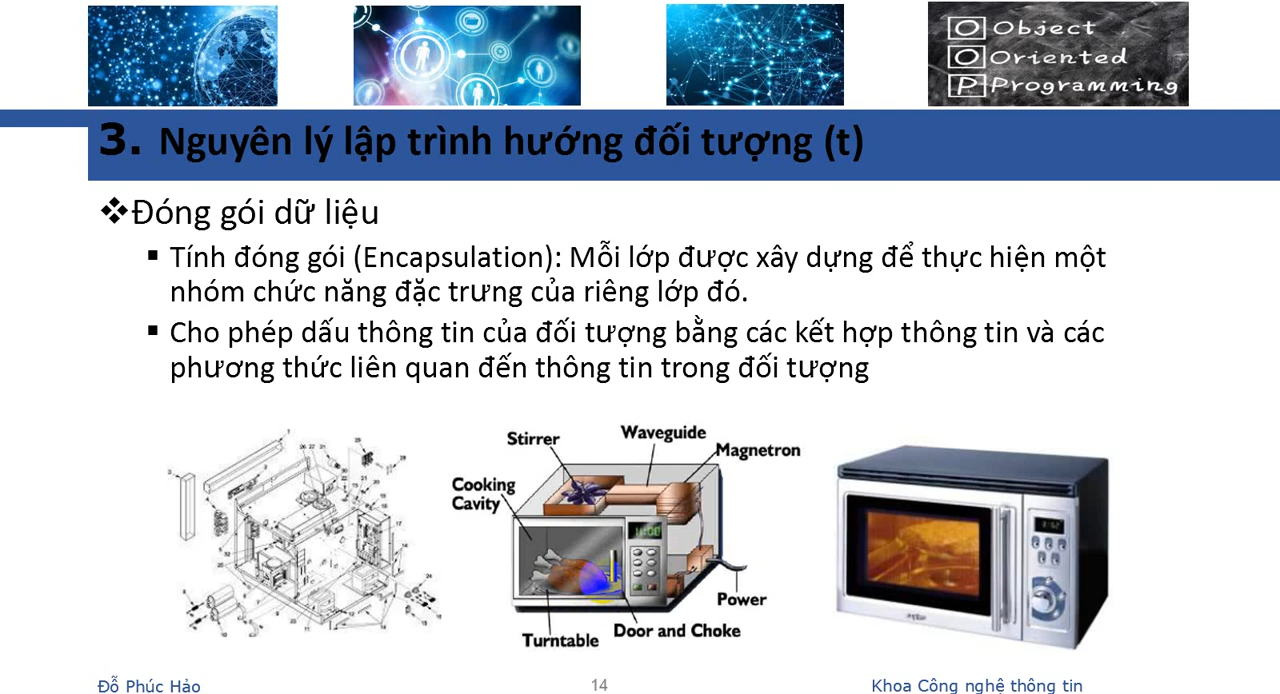 Object
Oriented
Programming
3. Nguyên lý lập trình hướng đối tượng (t)
❖Đóng gói dữ liệu
▪ Tính đóng gói (Encapsulation): Mỗi lớp được xây dựng để thực hiện một
nhóm chức năng đặc trưng của riêng lớp đó.
▪ Cho phép dấu thông tin của đối tượng bằng các kết hợp thông tin và các
phương thức liên quan đến thông tin trong đối tượng
Stirrer
Waveguide
Magnetron
Cooking
Cavity
Power
Door and Choke
Turntable
Đỗ Phúc Hảo
14
Khoa Công nghệ thông tin